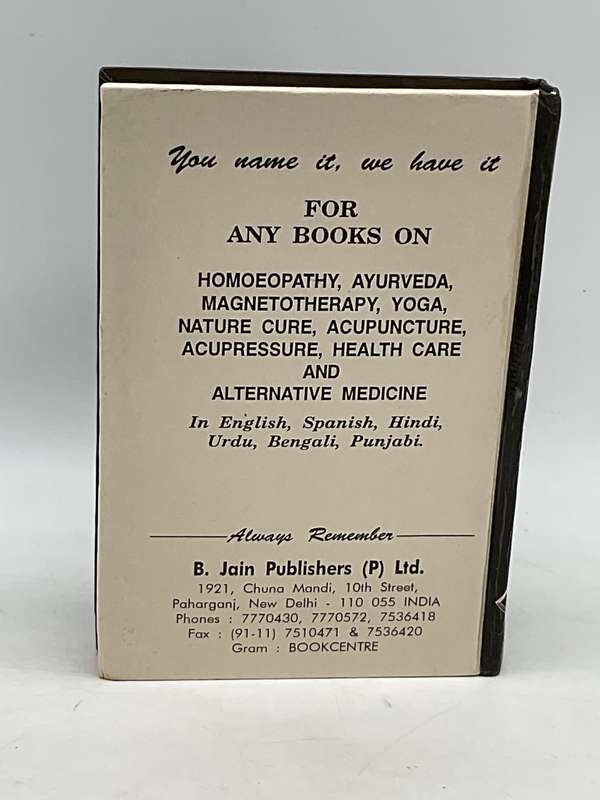 You name it, we have it
FOR
ANY BOOKS ON
HOMOEOPATHY, AYURVEDA,
MAGNETOTHERAPY, YOGA,
NATURE CURE, ACUPUNCTURE,
ACUPRESSURE, HEALTH CARE
AND
ALTERNATIVE MEDICINE
In English, Spanish, Hindi,
Urdu, Bengali, Punjabi.
Always Remember
B. Jain Publishers (P) Ltd.
1921, Chuna Mandi, 10th Street,
Paharganj, New Delhi - 110 055 INDIA
Phones : 7770430, 7770572, 7536418
Fax : (91-11) 7510471 & 7536420
Gram : BOOKCENTRE